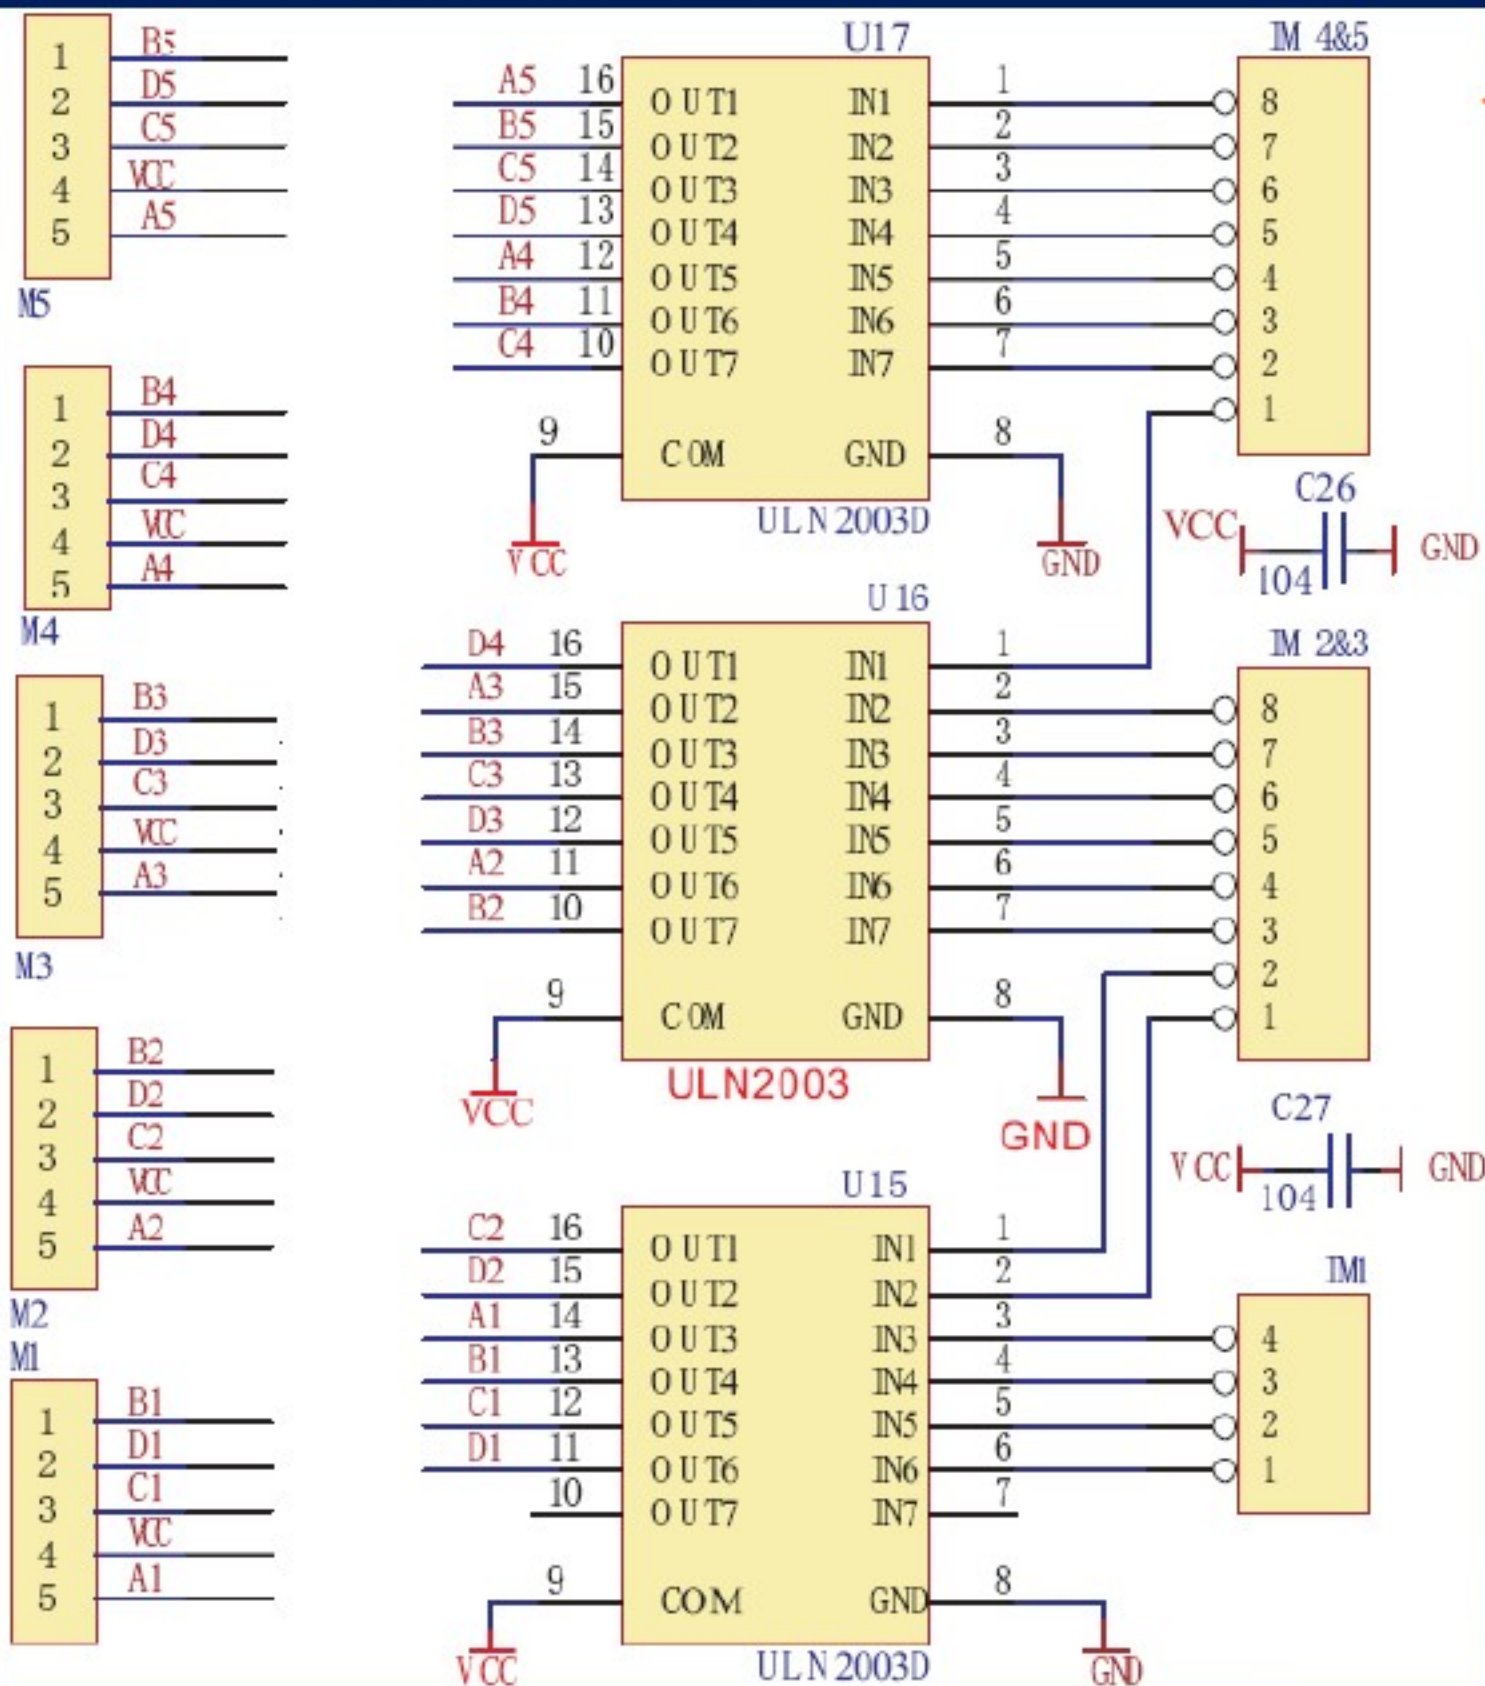 M5
1 B5
2 D5
3 C5
4 VCC
5 A5
M4
1 B4
2 D4
3 C4
4 VCC
5 A4
M3
1 B3
2 D3
3 C3
4 VCC
5 A3
M2
1 B2
2 D2
3 C2
4 VCC
5 A2
M1
1 B1
2 D1
3 C1
4 VCC
5 A1
U17
A5 16 OUT1 IN1 1
B5 15 OUT2 IN2 2
C5 14 OUT3 IN3 3
D5 13 OUT4 IN4 4
A4 12 OUT5 IN5 5
B4 11 OUT6 IN6 6
C4 10 OUT7 IN7 7
9 COM GND 8
VCC
ULN2003D
GND
U16
D4 16 OUT1 IN1 1
A3 15 OUT2 IN2 2
B3 14 OUT3 IN3 3
C3 13 OUT4 IN4 4
D3 12 OUT5 IN5 5
A2 11 OUT6 IN6 6
B2 10 OUT7 IN7 7
9 COM GND 8
VCC
ULN2003
GND
U15
C2 16 OUT1 IN1 1
D2 15 OUT2 IN2 2
A1 14 OUT3 IN3 3
B1 13 OUT4 IN4 4
C1 12 OUT5 IN5 5
D1 11 OUT6 IN6 6
10 OUT7 IN7 7
9 COM GND 8
VCC
ULN2003D
GND
IM 4&5
8
7
6
5
4
3
2
1
C26
VCC GND
104
IM 2&3
8
7
6
5
4
3
2
1
C27
VCC GND
104
IM1
4
3
2
1